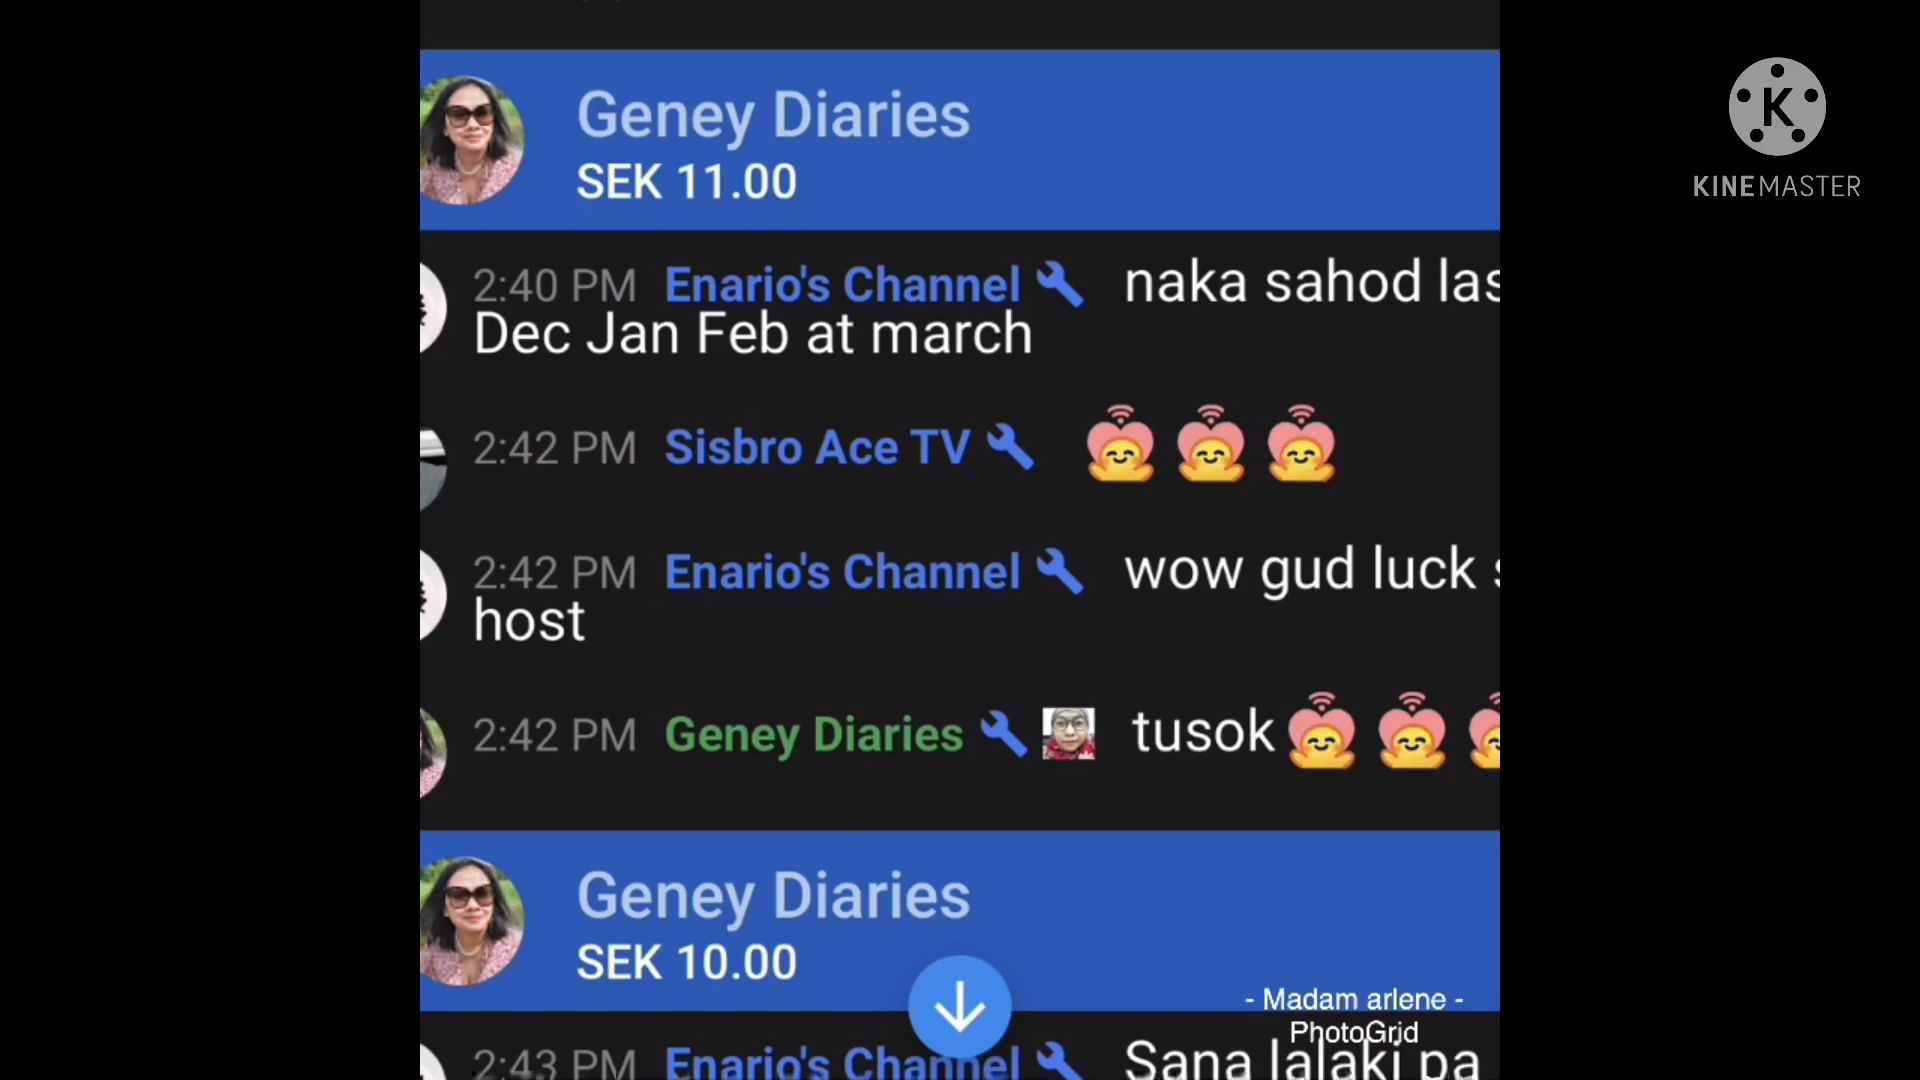 Geney Diaries
SEK 11.00
K
KINEMASTER
2:40 PM Enario's Channel naka sahod
Dec Jan Feb at march
2:42 PM Sisbro Ace TV
2:42 PM Enario's Channel wow gud luck
host
2:42 PM Geney Diaries tusok
Geney Diaries
SEK 10.00
- Madam arlene -
PhotoGrid
2:43 PM Enario's Channel Sana lalaki pa